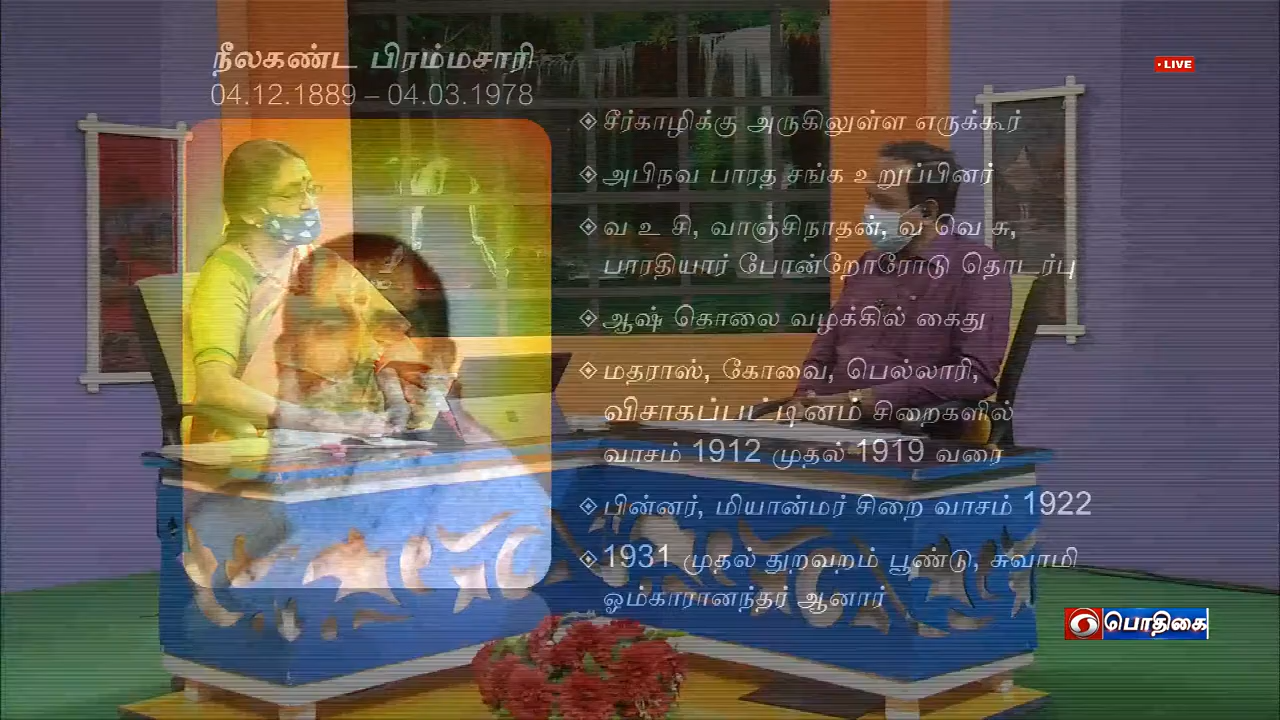 நீலகண்ட பிரம்மசாரி
04.12.1889 – 04.03.1978
LIVE
சீர்காழிக்கு அருகிலுள்ள எருக்கூர்
அபிநவ பாரத சங்க உறுப்பினர்
வ உ சி, வாஞ்சிநாதன், வ வெ சு,
பாரதியார் போன்றோரோடு தொடர்பு
ஆஷ் கொலை வழக்கில் கைது
மதராஸ், கோவை, பெல்லாரி,
விசாகப்பட்டினம் சிறைகளில்
வாசம் 1912 முதல் 1919 வரை
பின்னர், மியான்மர் சிறை வாசம் 1922
1931 முதல் துறவறம் பூண்டு, சுவாமி
ஓம்காரானந்தர் ஆனார்
பொதிகை